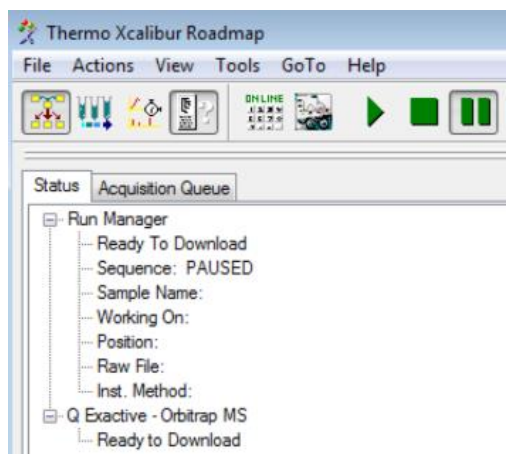 Thermo Xcalibur Roadmap
File Actions View Tools GoTo Help
ON LINE
Status Acquisition Queue
Run Manager
Ready To Download
Sequence: PAUSED
Sample Name:
Working On:
Position:
Raw File:
Inst. Method:
Q Exactive - Orbitrap MS
Ready to Download